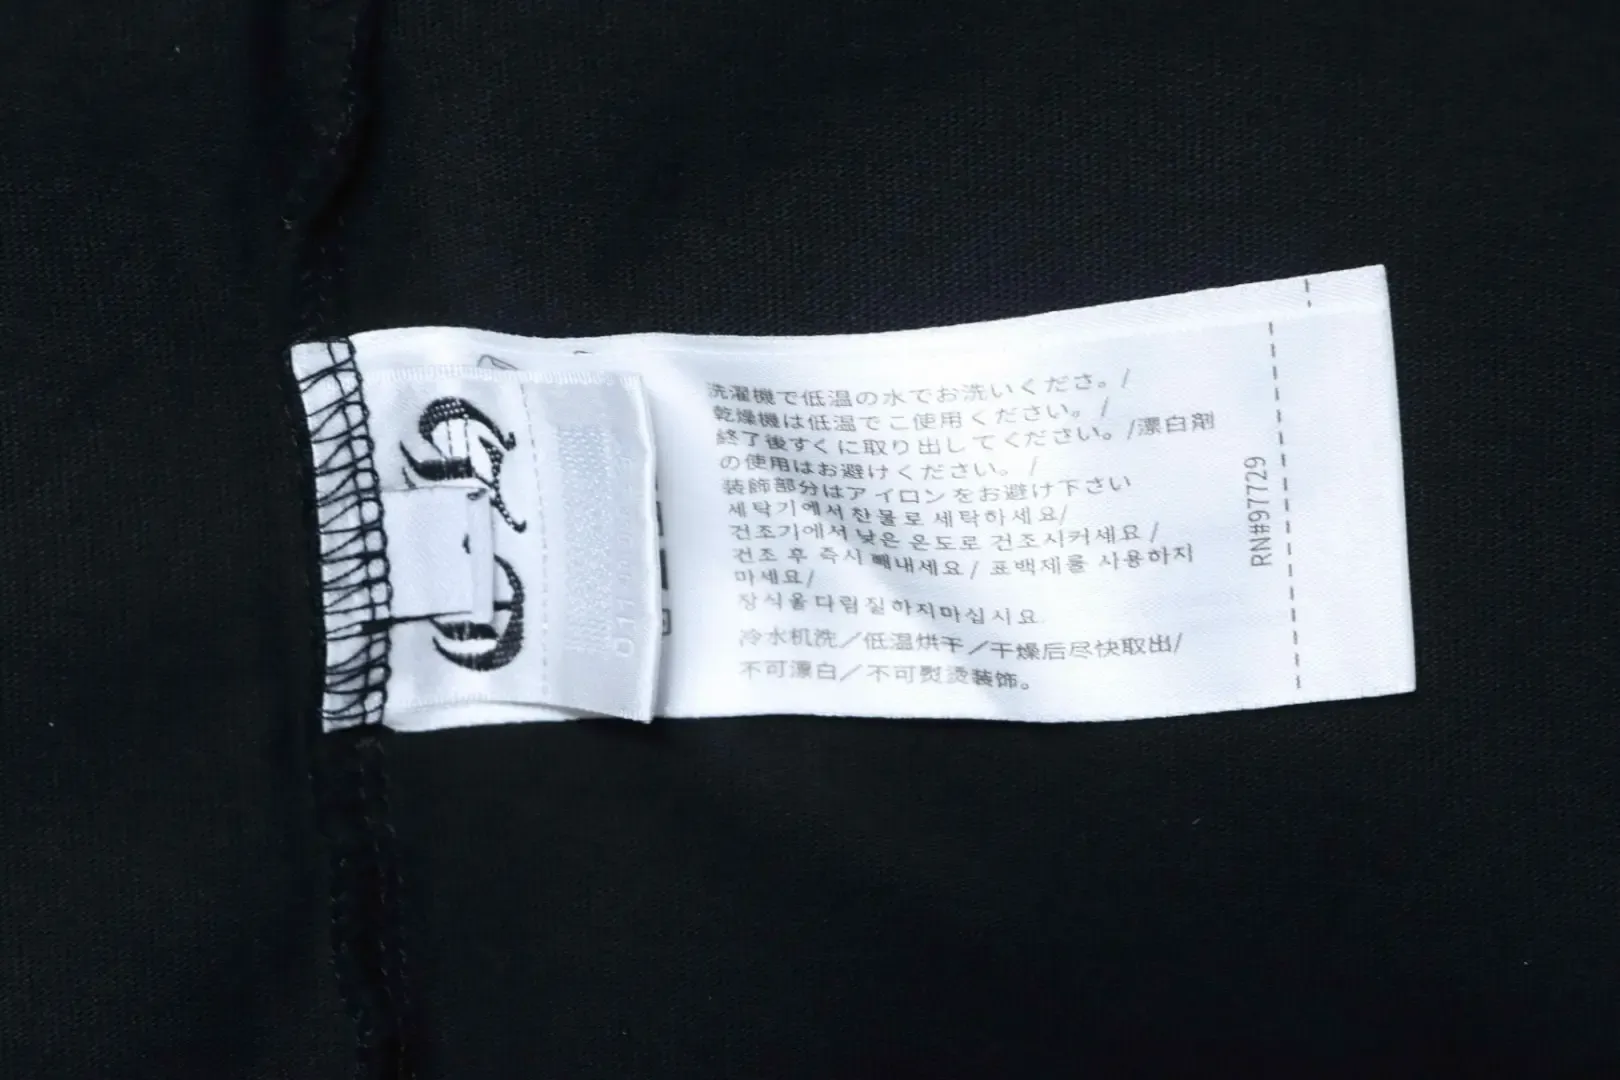 洗濯機で低温の水でお洗いくださ。/
乾燥機は低温でご使用ください。/
終了後すぐに取り出してください。/漂白剤
の使用はお避けください。/
装飾部分はアイロンをお避け下さい
세탁기에서찬물로 세탁하세요/
건조기에서 낮은 온도로 건조시커세요/
건조 후 즉시 빼내세요/ 표백제를 사용하지
마세요/
장식을다림질하지마십시요
冷水机洗／低温烘干／干燥后尽快取出/
不可漂白／不可熨烫装饰。
RN#97729